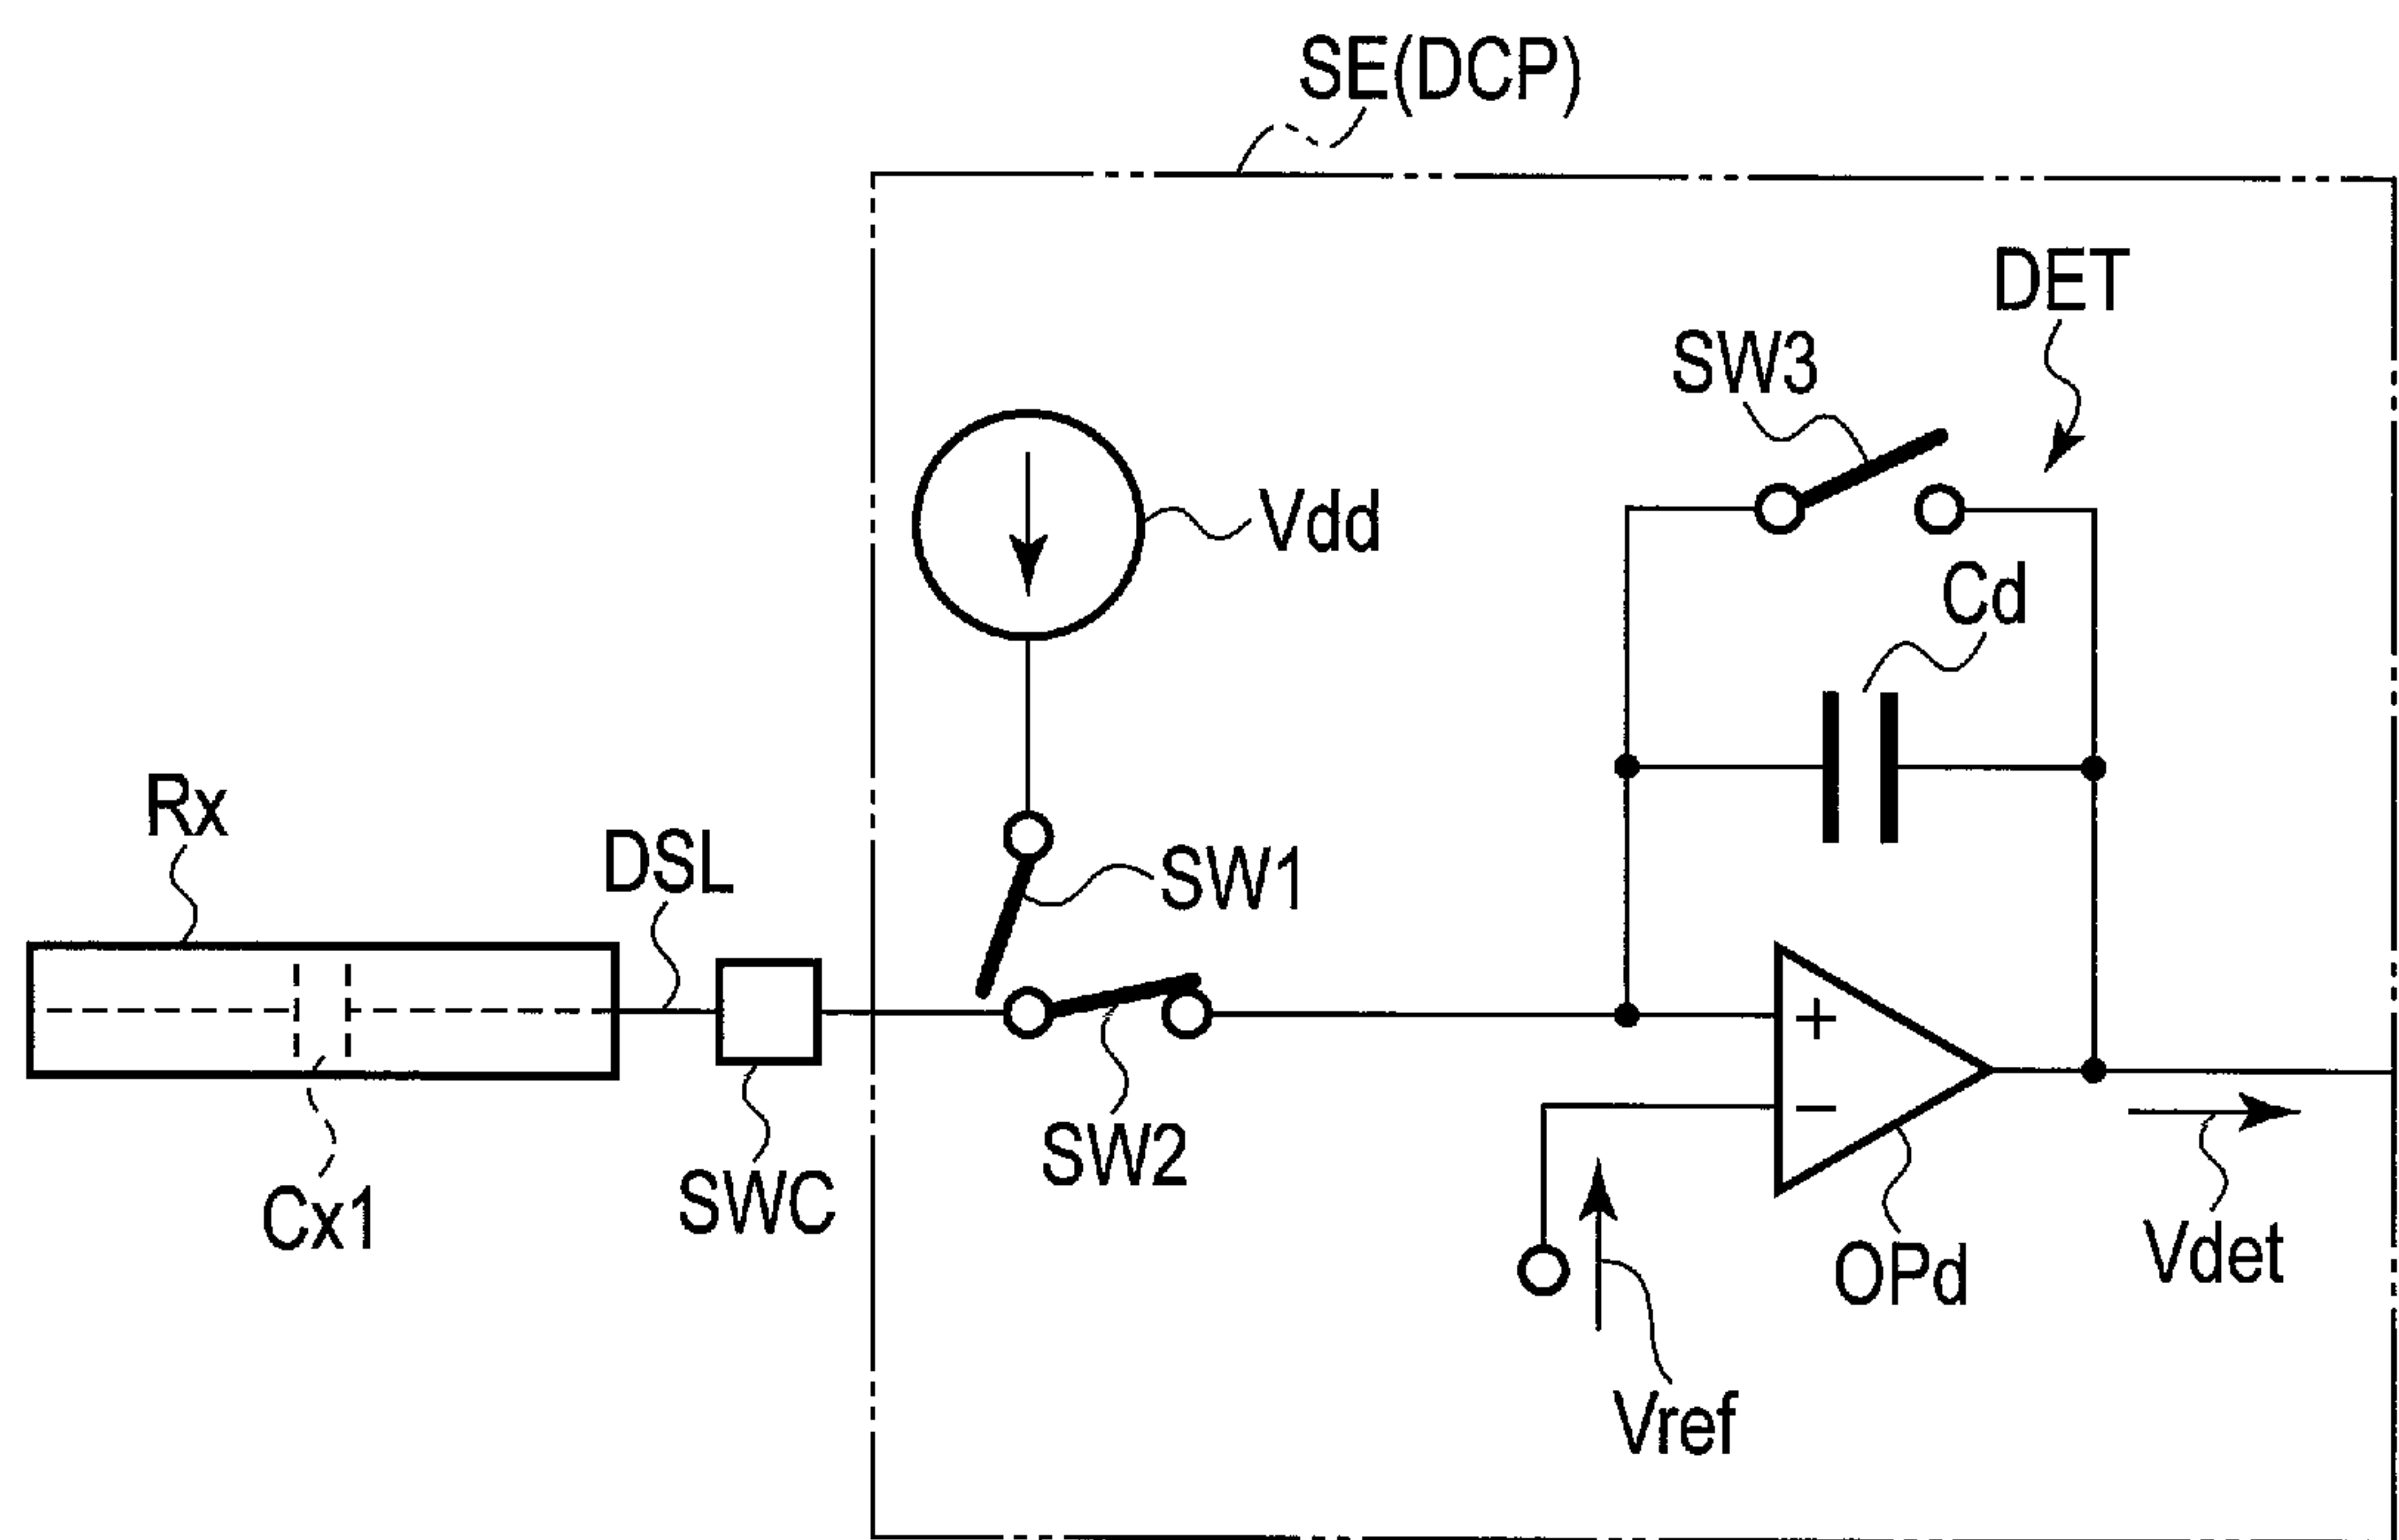 SE(DCP)
DET
SW3
Vdd
Cd
Rx
DSL
SW1
+
−
SW2
SWC
Cx1
OPd
Vdet
Vref